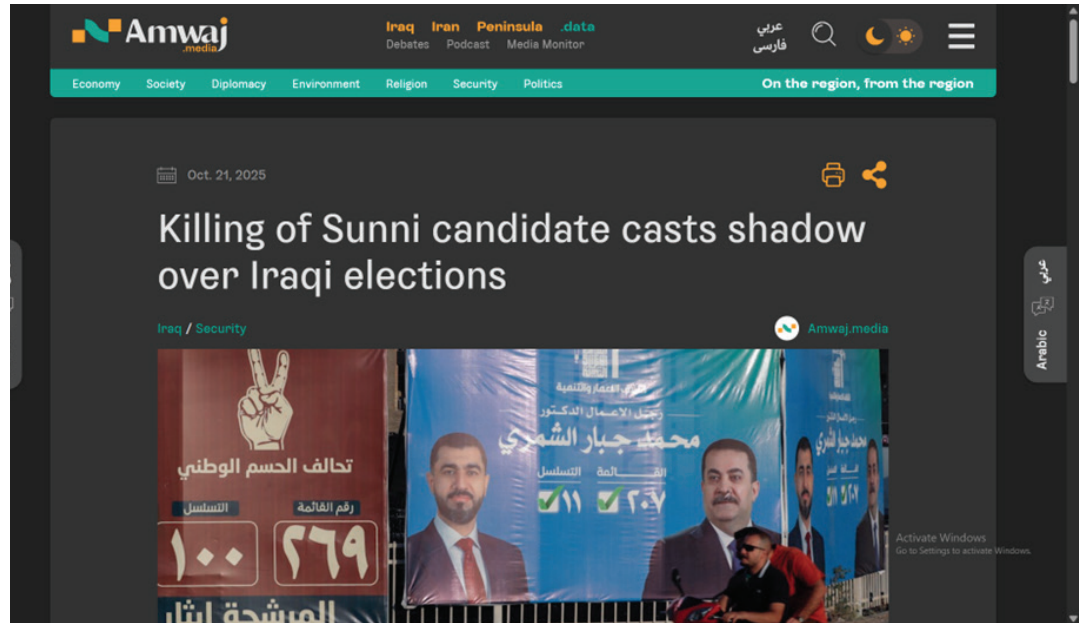 Amwaj
.media
Iraq Iran Peninsula .data
Debates Podcast Media Monitor
عربي
فارسی
Economy Society Diplomacy Environment Religion Security Politics
On the region, from the region
Oct. 21, 2025
Killing of Sunni candidate casts shadow
over Iraqi elections
Iraq / Security
Amwaj.media
عربي
Arabic
تحالف الحسم الوطني
رقم القائمة
التسلسل
٢٦٩
١٠٠
المرشحة إيثار
الاعمار والتنمية
رجل الاعمال الدكتور
محمد جبار الشمري
القائمة التسلسل
٢٠٧ ١١
Activate Windows
Go to Settings to activate Windows.